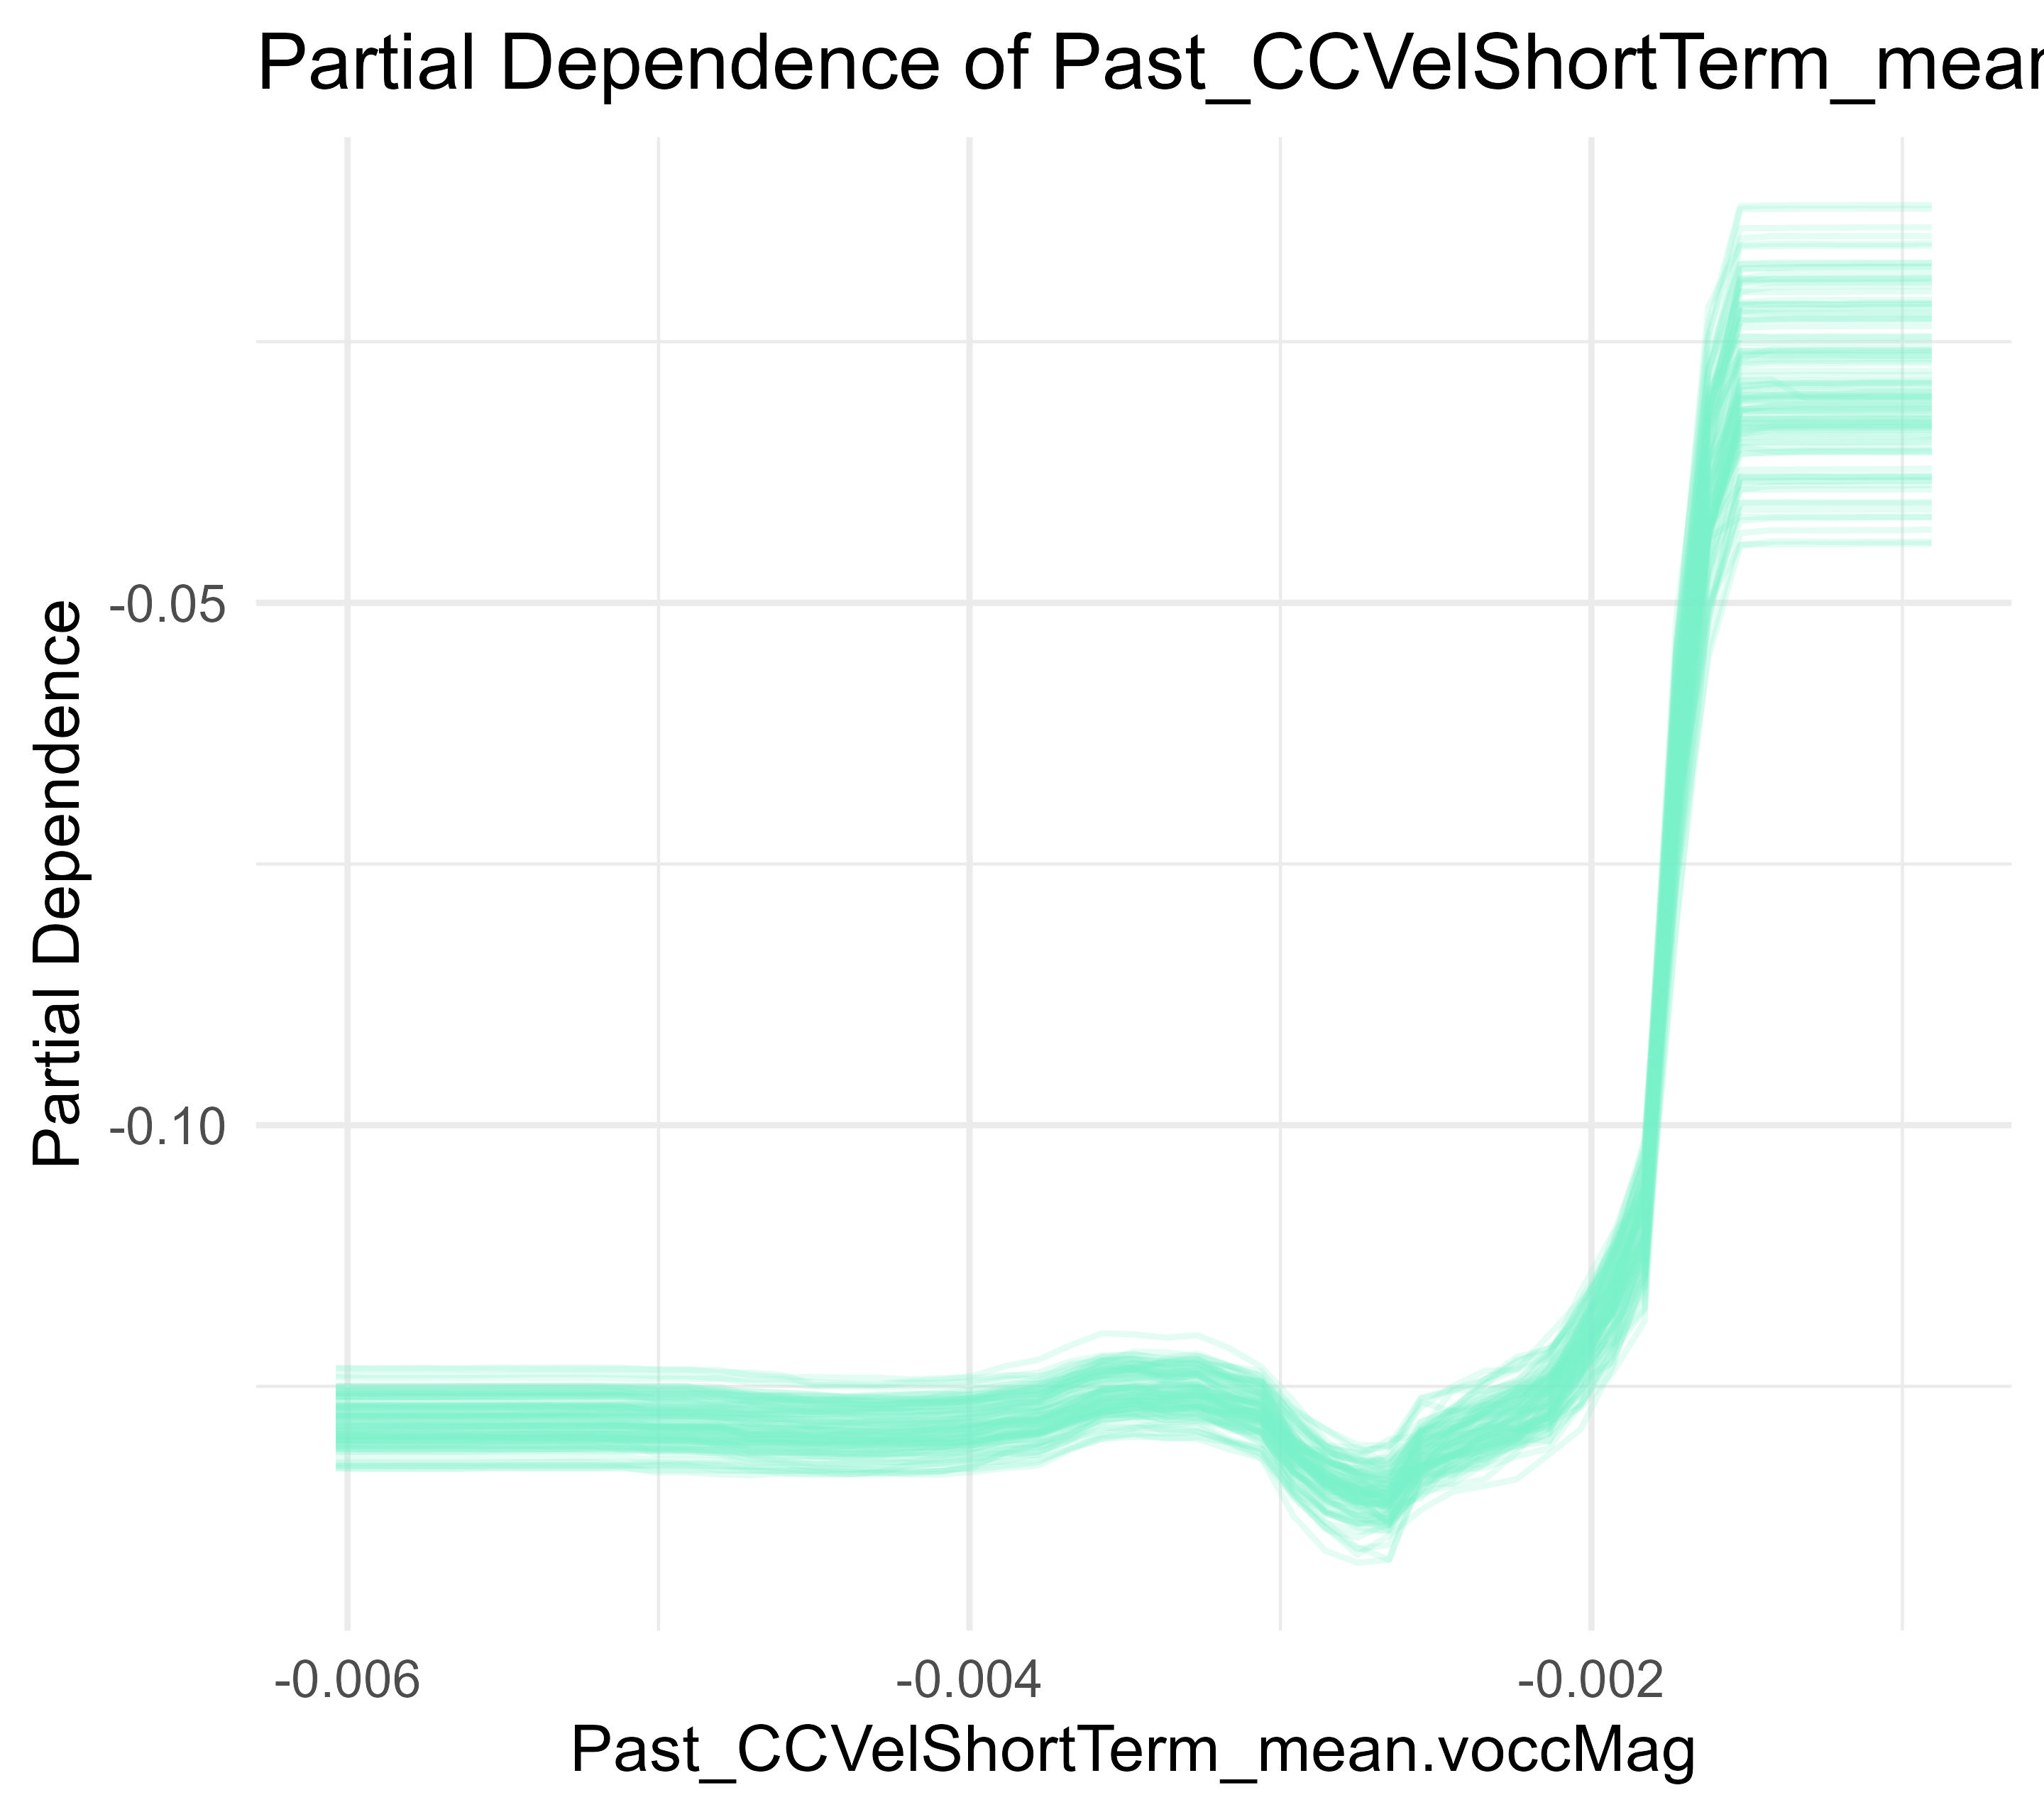 Partial Dependence of Past_CCVelShortTerm_mean
Partial Dependence
-0.05
-0.10
-0.006
-0.004
-0.002
Past_CCVelShortTerm_mean.voccMag